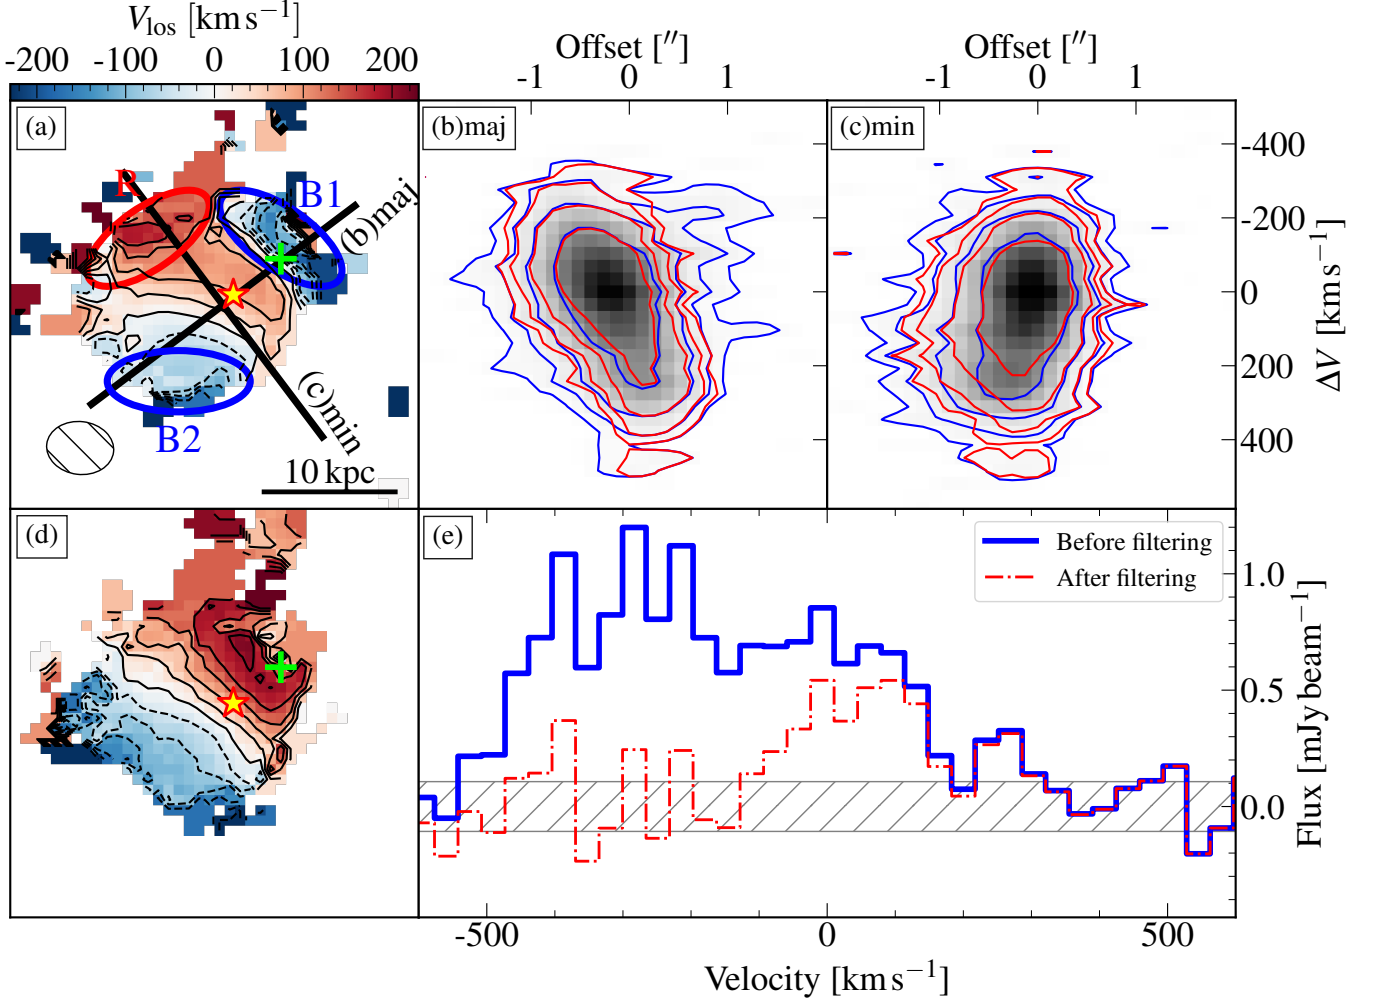 V_los [km s⁻¹]
-200 -100 0 100 200
Offset [″]
-1 0 1
Offset [″]
-1 0 1
(a)
R
B1
(b)maj
(c)min
B2
10 kpc
(b)maj
(c)min
-400
-200
0
200
400
ΔV [km s⁻¹]
(d)
(e)
Before filtering
After filtering
1.0
0.5
0.0
Flux [mJy beam⁻¹]
-500 0 500
Velocity [km s⁻¹]